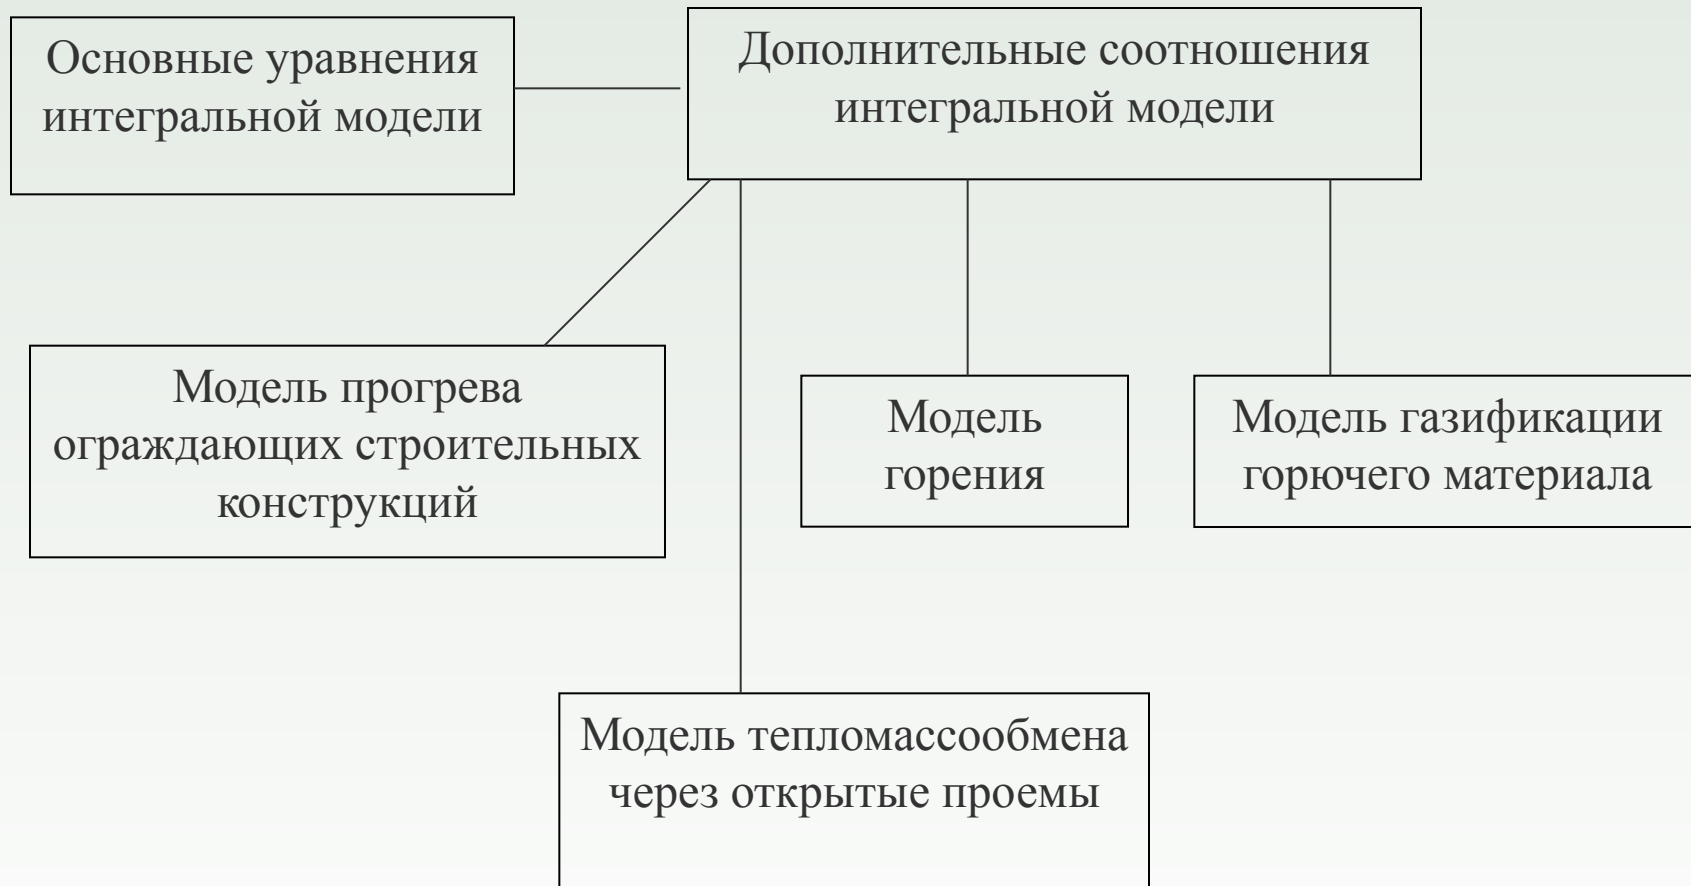 Основные уравнения
интегральной модели
Дополнительные соотношения
интегральной модели
Модель прогрева
ограждающих строительных
конструкций
Модель
горения
Модель газификации
горючего материала
Модель тепломассообмена
через открытые проемы